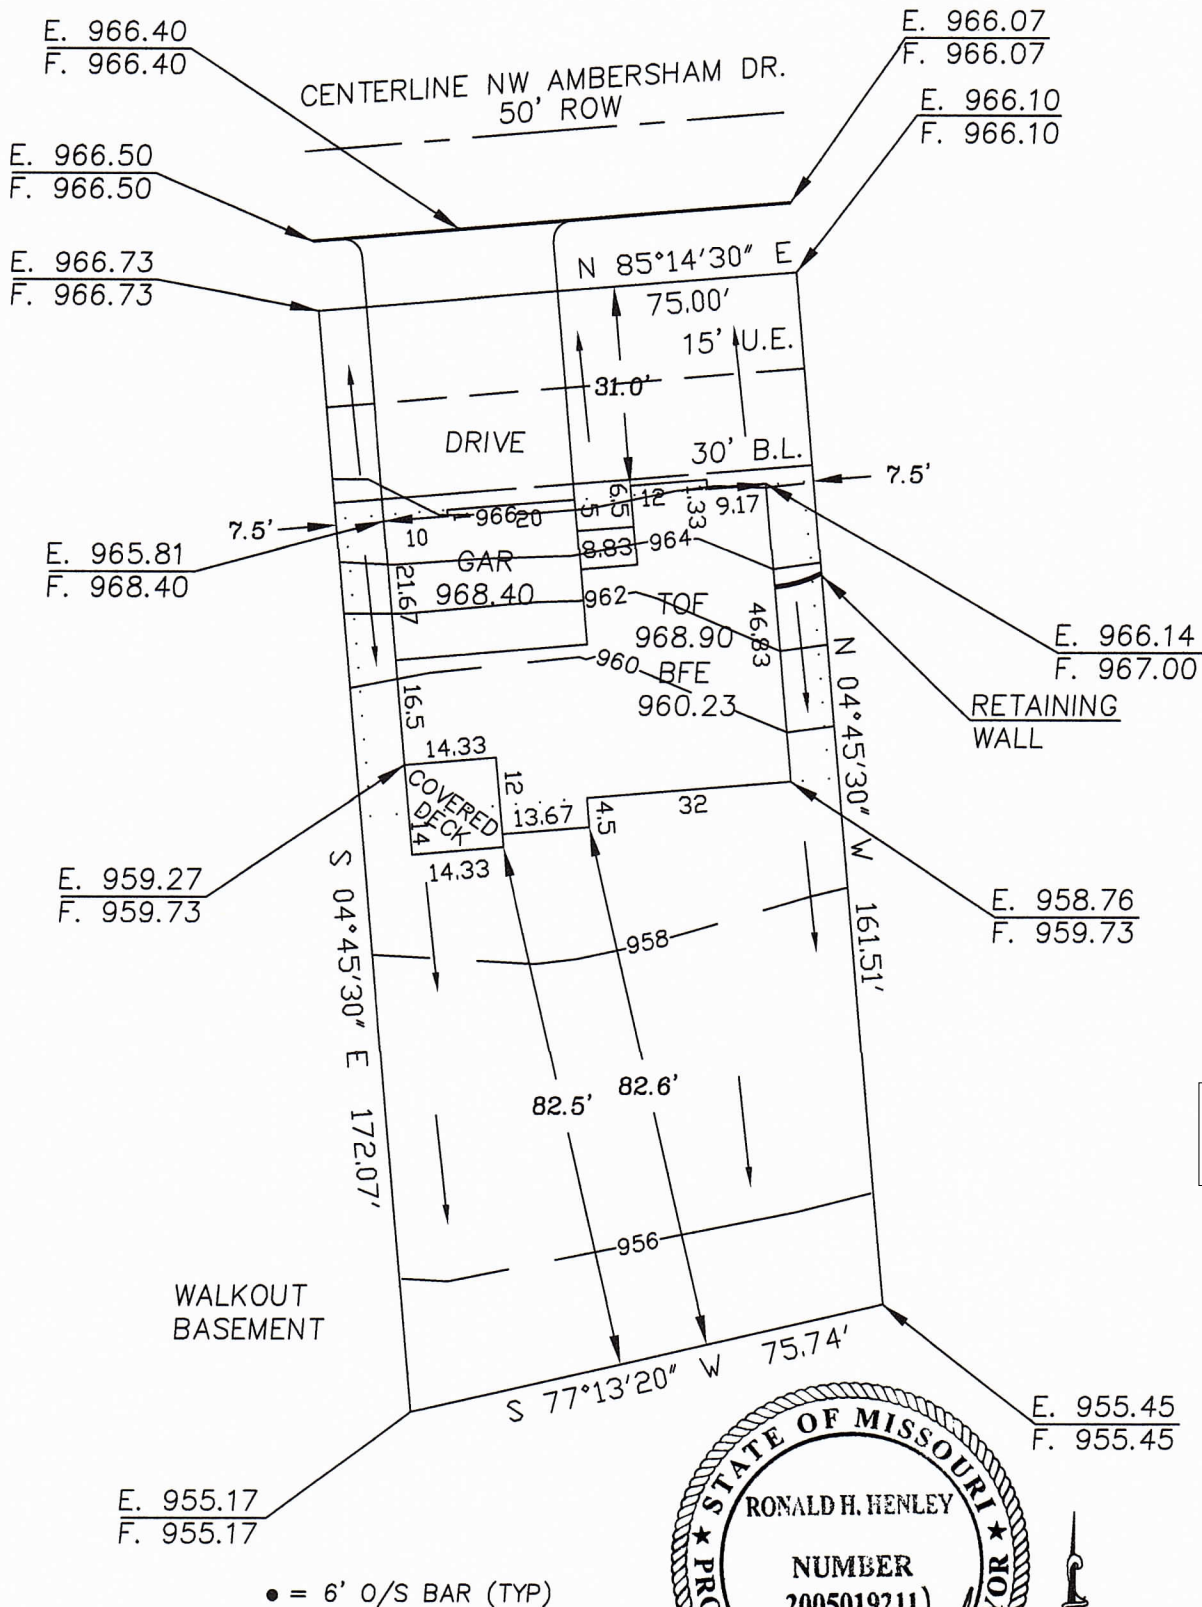 E. 966.40
F. 966.40
E. 966.07
F. 966.07
CENTERLINE NW AMBERSHAM DR.
50' ROW
E. 966.10
F. 966.10
E. 966.50
F. 966.50
E. 966.73
F. 966.73
N 85°14'30" E
75.00'
15' U.E.
31.0'
DRIVE
30' B.L.
7.5'
7.5'
E. 965.81
F. 968.40
10
1
966
20
.5
6.5
12
1.33
9.17
GAR
968.40
21.67
8.83
964
962
TOF
968.90
46.83
960
BFE
960.23
E. 966.14
F. 967.00
RETAINING
WALL
N 04°45'30" W 161.51'
16.5
14.33
COVERED
DECK
12
14
14.33
13.67
4.5
32
E. 959.27
F. 959.73
E. 958.76
F. 959.73
S 04°45'30" E 172.07'
958
82.5'
82.6'
956
WALKOUT
BASEMENT
S 77°13'20" W 75.74'
E. 955.45
F. 955.45
E. 955.17
F. 955.17
● = 6' O/S BAR (TYP)
★ STATE OF MISSOURI ★
RONALD H. HENLEY
NUMBER
2005019211